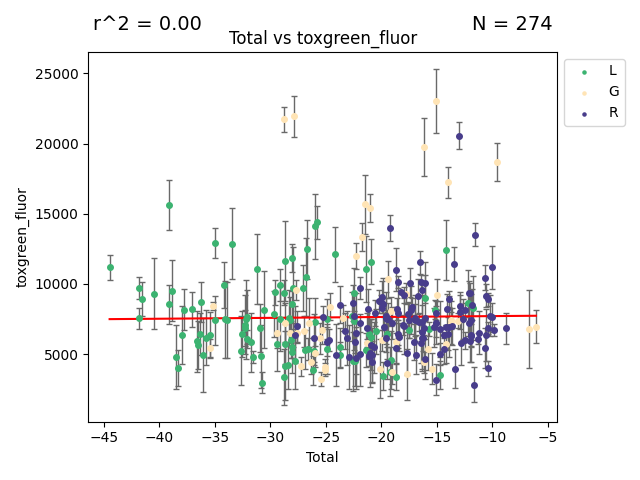 r^2 = 0.00 N = 274
Total vs toxgreen_fluor
25000
20000
15000
10000
5000
toxgreen_fluor
−45 −40 −35 −30 −25 −20 −15 −10 −5
Total
L
G
R